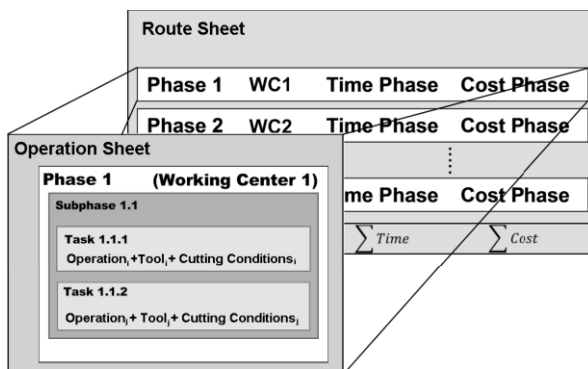 Route Sheet
Phase 1 WC1 Time Phase Cost Phase
Phase 2 WC2 Time Phase Cost Phase
me Phase Cost Phase
∑ Time ∑ Cost
Operation Sheet
Phase 1 (Working Center 1)
Subphase 1.1
Task 1.1.1
Operationᵢ+Toolᵢ+ Cutting Conditionsᵢ
Task 1.1.2
Operationⱼ+ Toolⱼ+ Cutting Conditionsⱼ